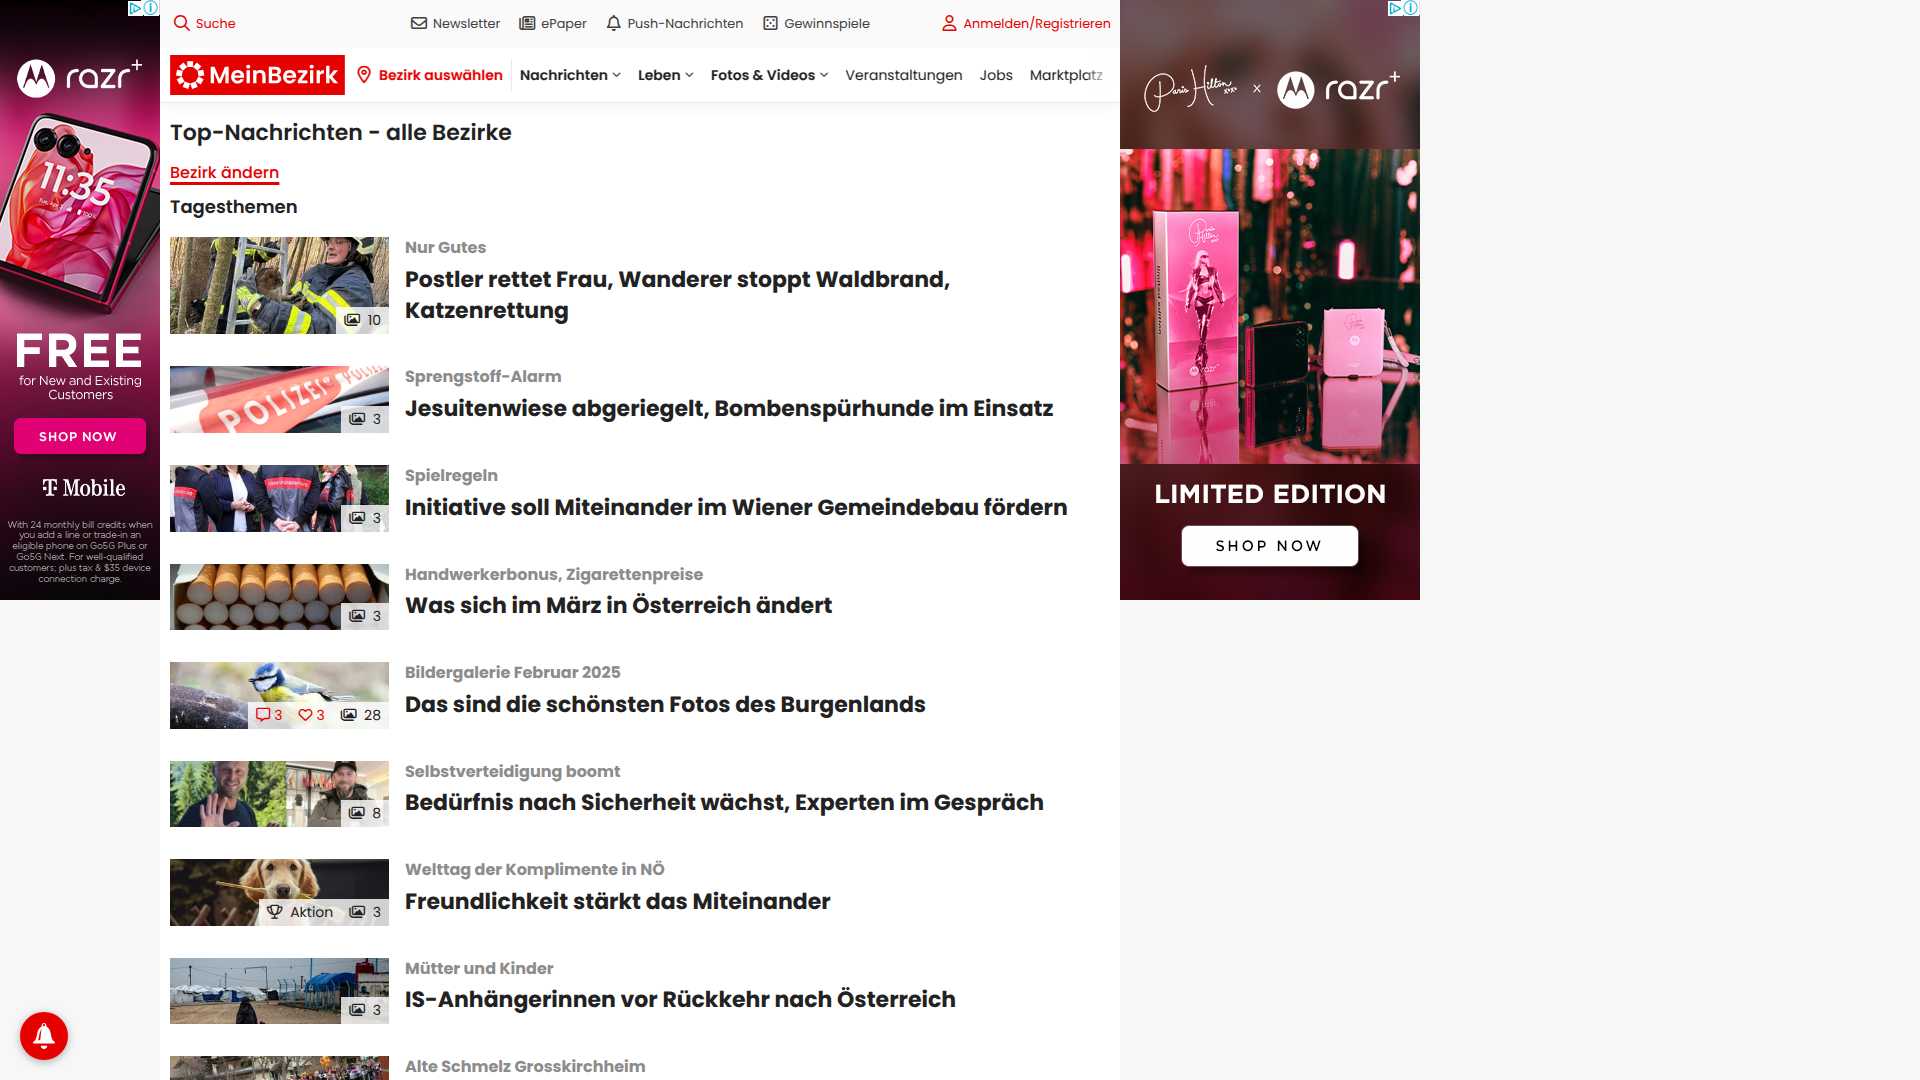 Suche
Newsletter
ePaper
Push-Nachrichten
Gewinnspiele
Anmelden/Registrieren
MeinBezirk
Bezirk auswählen
Nachrichten
Leben
Fotos & Videos
Veranstaltungen
Jobs
Marktplatz
Top-Nachrichten - alle Bezirke
Bezirk ändern
Tagesthemen
10
Nur Gutes
Postler rettet Frau, Wanderer stoppt Waldbrand,
Katzenrettung
POLIZEI
3
Sprengstoff-Alarm
Jesuitenwiese abgeriegelt, Bombenspürhunde im Einsatz
3
Spielregeln
Initiative soll Miteinander im Wiener Gemeindebau fördern
3
Handwerkerbonus, Zigarettenpreise
Was sich im März in Österreich ändert
3
3
28
Bildergalerie Februar 2025
Das sind die schönsten Fotos des Burgenlands
8
Selbstverteidigung boomt
Bedürfnis nach Sicherheit wächst, Experten im Gespräch
Aktion
3
Welttag der Komplimente in NÖ
Freundlichkeit stärkt das Miteinander
3
Mütter und Kinder
IS-Anhängerinnen vor Rückkehr nach Österreich
Alte Schmelz Grosskirchheim
razr+
11:35
FREE
for New and Existing
Customers
SHOP NOW
T Mobile
With 24 monthly bill credits when
you add a line or trade-in an
eligible phone on Go5G Plus or
Go5G Next. For well-qualified
customers; plus tax & $35 device
connection charge.
Paris Hilton xoxo x razr+
LIMITED EDITION
SHOP NOW